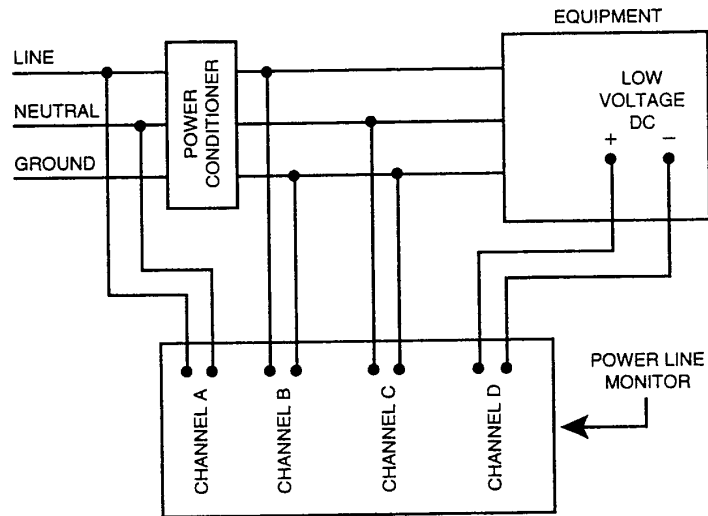 EQUIPMENT
LINE
NEUTRAL
GROUND
POWER
CONDITIONER
LOW
VOLTAGE
DC
+ −
CHANNEL A
CHANNEL B
CHANNEL C
CHANNEL D
POWER LINE
MONITOR